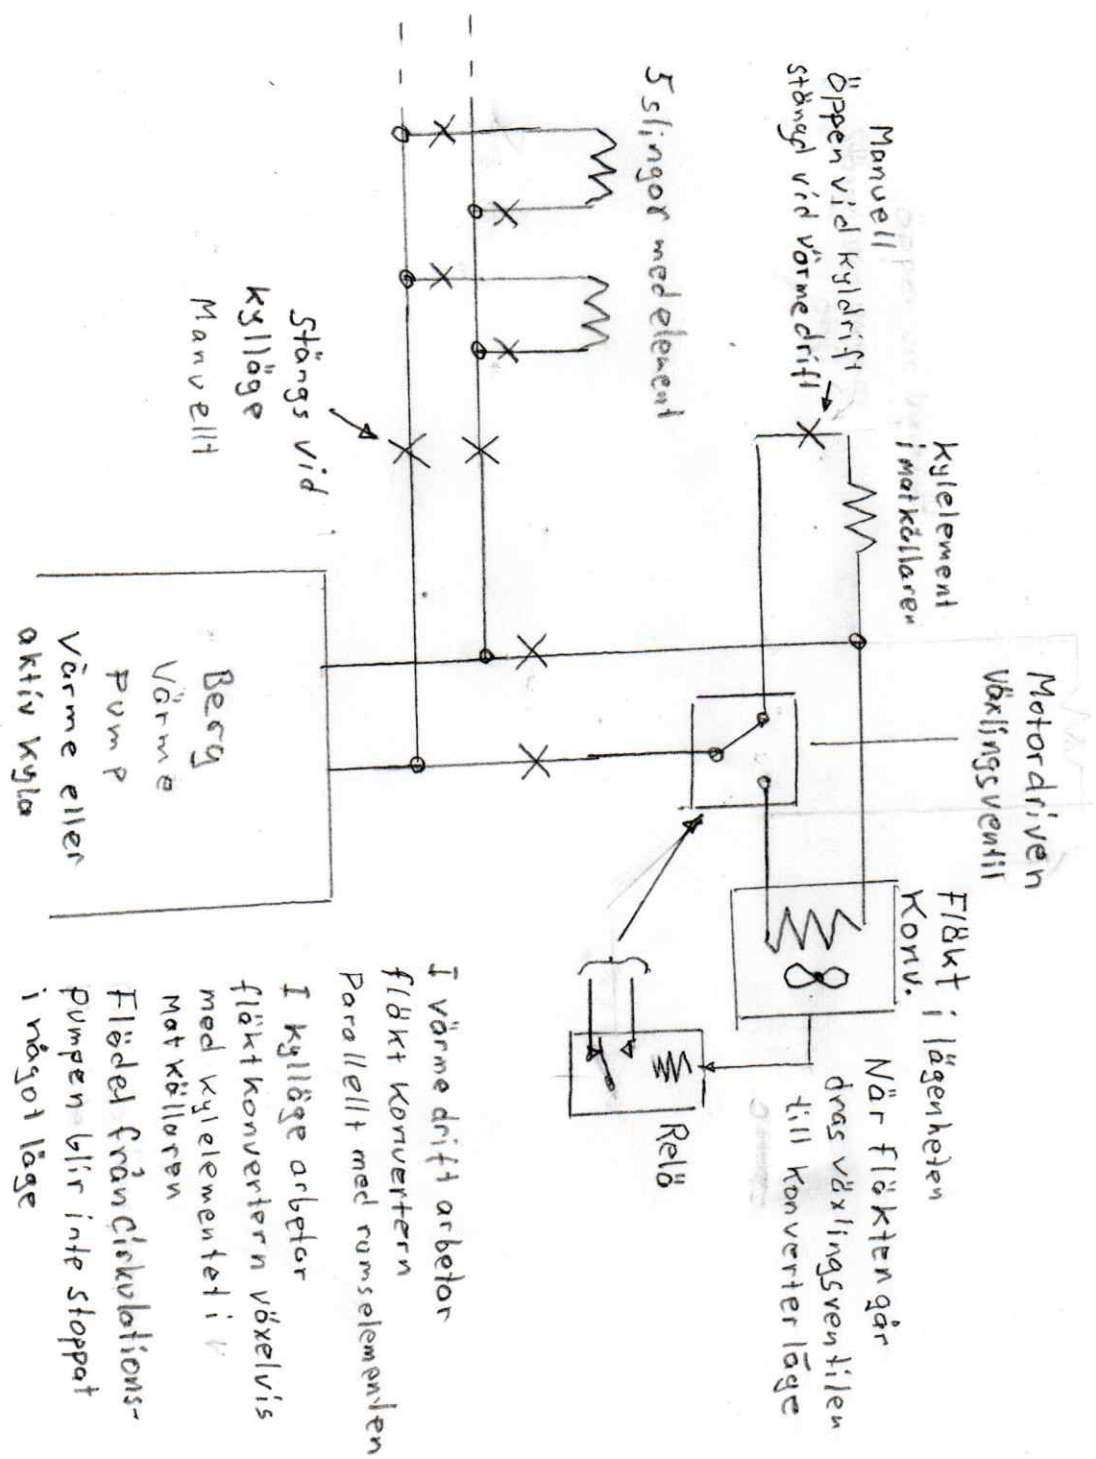 Manuell
Öppen vid kyldrift
stängd vid värmedrift
5 slingor med element
Stängs vid
kylläge
Manuellt
Kylelement
i matkällaren
Motordriven
växlingsventil
Berg
Värme
Pump
Värme eller
aktiv kyla
Fläkt
Konv.
i lägenheten
När fläkten går
dras växlingsventilen
till konverter läge
Relä
I värmedrift arbetar
fläkt konvertern
Parallellt med rumselementen
I kylläge arbetar
fläktkonvertern växelvis
med kylelementet i
matkällaren
Flödet från Cirkulations-
pumpen blir inte stoppat
i något läge